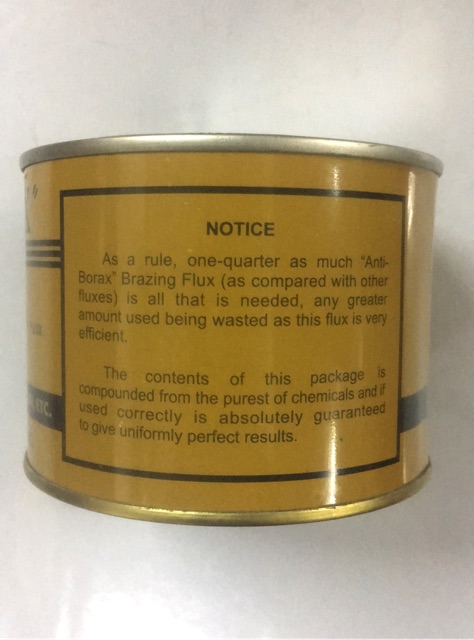 NOTICE
As a rule, one-quarter as much "Anti-
Borax" Brazing Flux (as compared with other
fluxes) is all that is needed, any greater
amount used being wasted as this flux is very
efficient.
The contents of this package is
compounded from the purest of chemicals and if
used correctly is absolutely guaranteed
to give uniformly perfect results.
ETC.